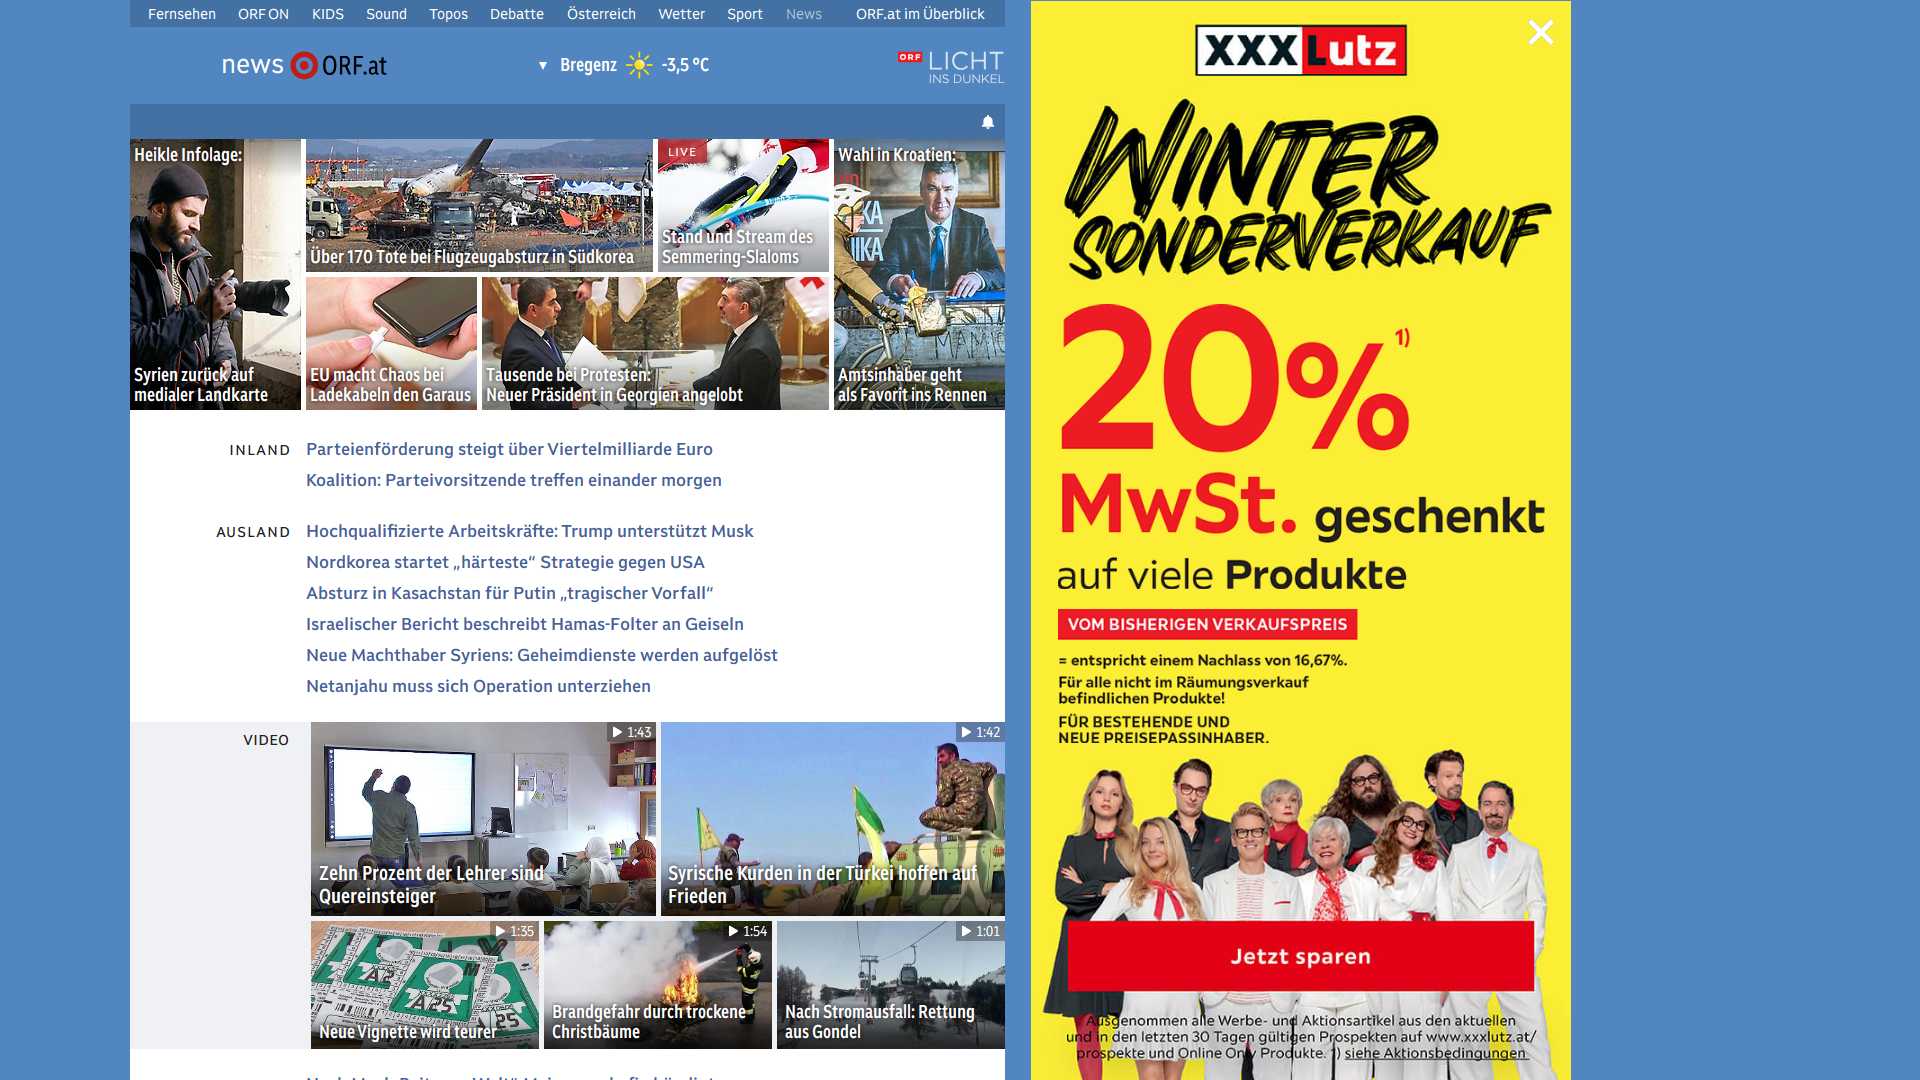 Fernsehen ORF ON KIDS Sound Topos Debatte Österreich Wetter Sport News ORF.at im Überblick
news ORF.at
▼ Bregenz -3,5 °C
ORF LICHT
INS DUNKEL
Heikle Infolage:
Syrien zurück auf
medialer Landkarte
Über 170 Tote bei Flugzeugabsturz in Südkorea
LIVE
Stand und Stream des
Semmering-Slaloms
EU macht Chaos bei
Ladekabeln den Garaus
Tausende bei Protesten:
Neuer Präsident in Georgien angelobt
Wahl in Kroatien:
Amtsinhaber geht
als Favorit ins Rennen
INLAND
Parteienförderung steigt über Viertelmilliarde Euro
Koalition: Parteivorsitzende treffen einander morgen
AUSLAND
Hochqualifizierte Arbeitskräfte: Trump unterstützt Musk
Nordkorea startet „härteste“ Strategie gegen USA
Absturz in Kasachstan für Putin „tragischer Vorfall“
Israelischer Bericht beschreibt Hamas-Folter an Geiseln
Neue Machthaber Syriens: Geheimdienste werden aufgelöst
Netanjahu muss sich Operation unterziehen
VIDEO
1:43
Zehn Prozent der Lehrer sind
Quereinsteiger
1:42
Syrische Kurden in der Türkei hoffen auf
Frieden
1:35
Neue Vignette wird teurer
1:54
Brandgefahr durch trockene
Christbäume
1:01
Nach Stromausfall: Rettung
aus Gondel
XXXLutz
WINTER
SONDERVERKAUF
20% 1)
MwSt. geschenkt
auf viele Produkte
VOM BISHERIGEN VERKAUFSPREIS
= entspricht einem Nachlass von 16,67%.
Für alle nicht im Räumungsverkauf
befindlichen Produkte!
FÜR BESTEHENDE UND
NEUE PREISEPASSINHABER.
Jetzt sparen
Ausgenommen alle Werbe- und Aktionsartikel aus den aktuellen
und in den letzten 30 Tagen gültigen Prospekten auf www.xxxlutz.at/
prospekte und Online Only Produkte. 1) siehe Aktionsbedingungen